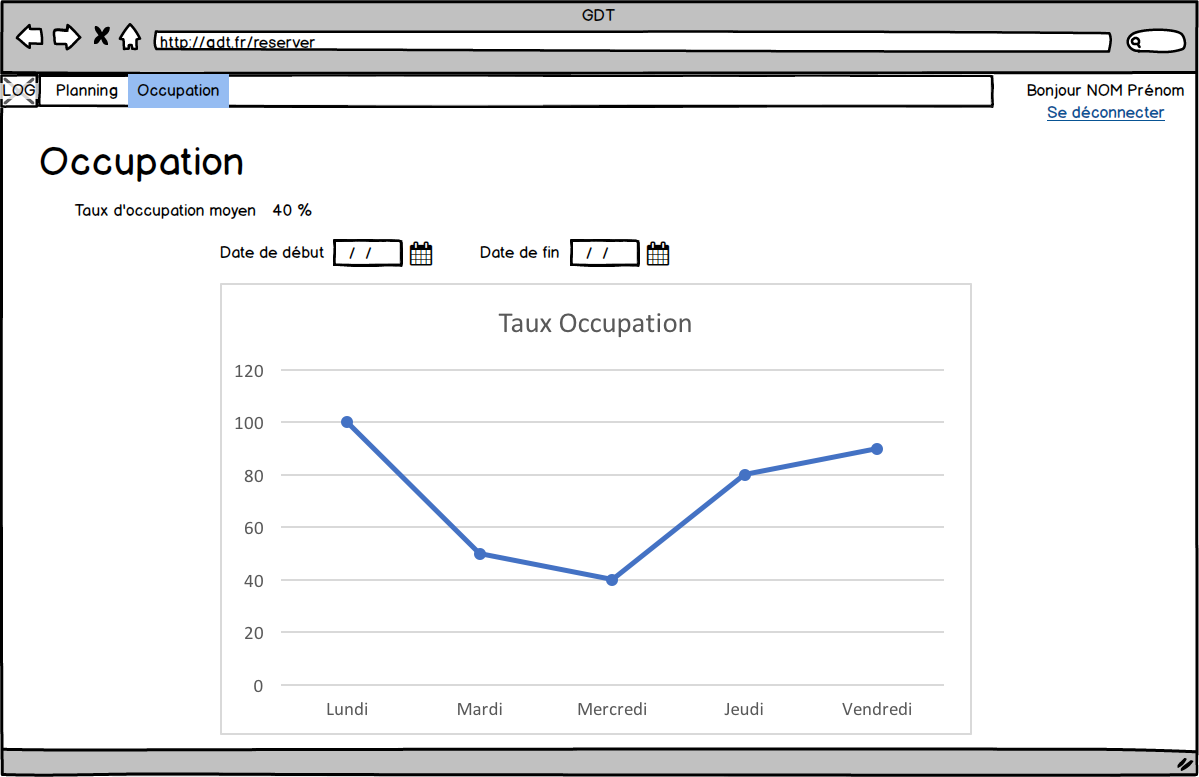 GDT
http://gdt.fr/reserver
LOG Planning Occupation Bonjour NOM Prénom
Se déconnecter
Occupation
Taux d'occupation moyen 40 %
Date de début / / Date de fin / /
Taux Occupation
120
100
80
60
40
20
0
Lundi Mardi Mercredi Jeudi Vendredi